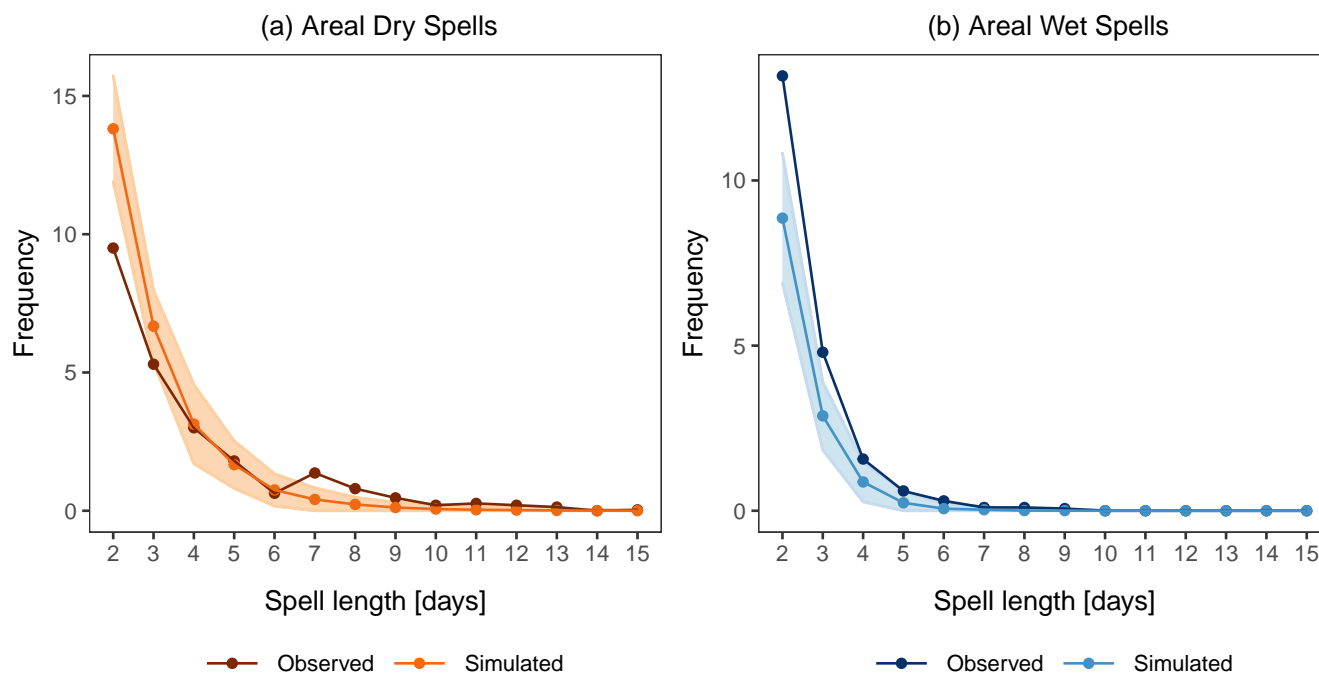 (a) Areal Dry Spells
15
10
5
0
Frequency
2 3 4 5 6 7 8 9 10 11 12 13 14 15
Spell length [days]
Observed Simulated
(b) Areal Wet Spells
10
5
0
Frequency
2 3 4 5 6 7 8 9 10 11 12 13 14 15
Spell length [days]
Observed Simulated